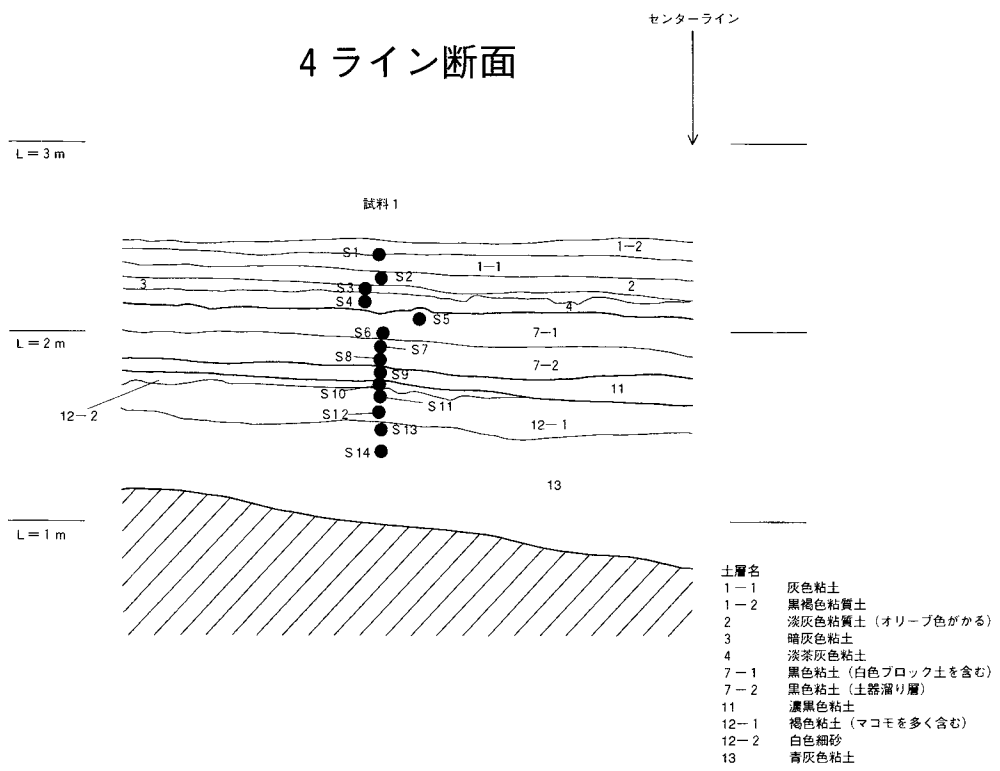 センターライン
4 ライン断面
L＝3 m
試料1
1−2
S1
1−1
S2
2
3
S3
S4
4
S5
L＝2 m
S6
7−1
S7
S8
7−2
S9
11
S10
S11
12−2
S12
12−1
S13
S14
13
L＝1 m
土層名
1−1 灰色粘土
1−2 黒褐色粘質土
2 淡灰色粘質土（オリーブ色がかる）
3 暗灰色粘土
4 淡茶灰色粘土
7−1 黒色粘土（白色ブロック土を含む）
7−2 黒色粘土（土器溜り層）
11 濃黒色粘土
12−1 褐色粘土（マコモを多く含む）
12−2 白色細砂
13 青灰色粘土